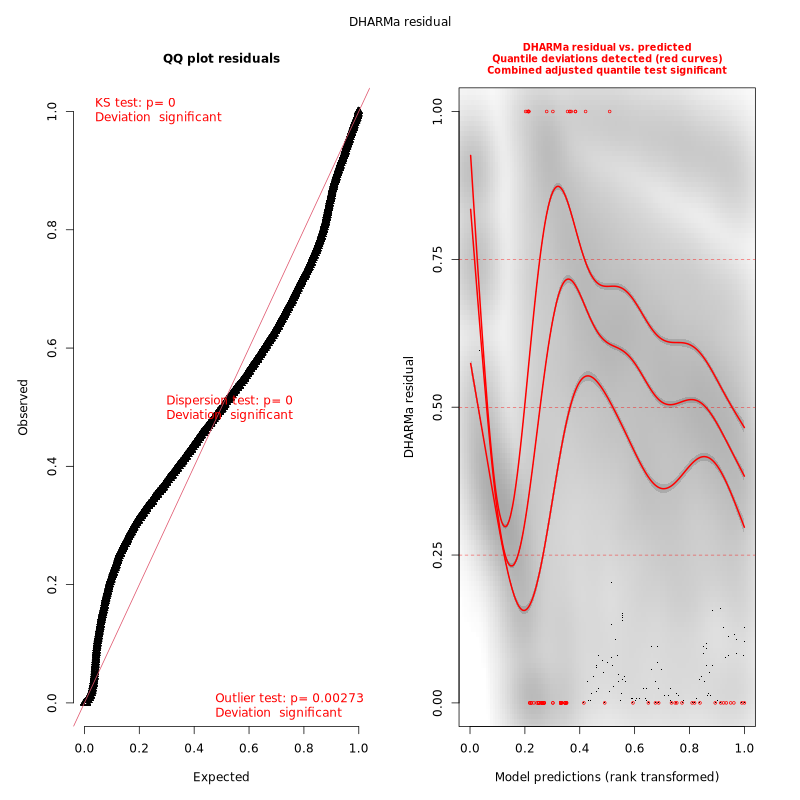 DHARMa residual
QQ plot residuals
KS test: p= 0
Deviation significant
Dispersion test: p= 0
Deviation significant
Outlier test: p= 0.00273
Deviation significant
Observed
0.0
0.2
0.4
0.6
0.8
1.0
0.0
0.2
0.4
0.6
0.8
1.0
Expected
DHARMa residual vs. predicted
Quantile deviations detected (red curves)
Combined adjusted quantile test significant
DHARMa residual
0.00
0.25
0.50
0.75
1.00
0.0
0.2
0.4
0.6
0.8
1.0
Model predictions (rank transformed)